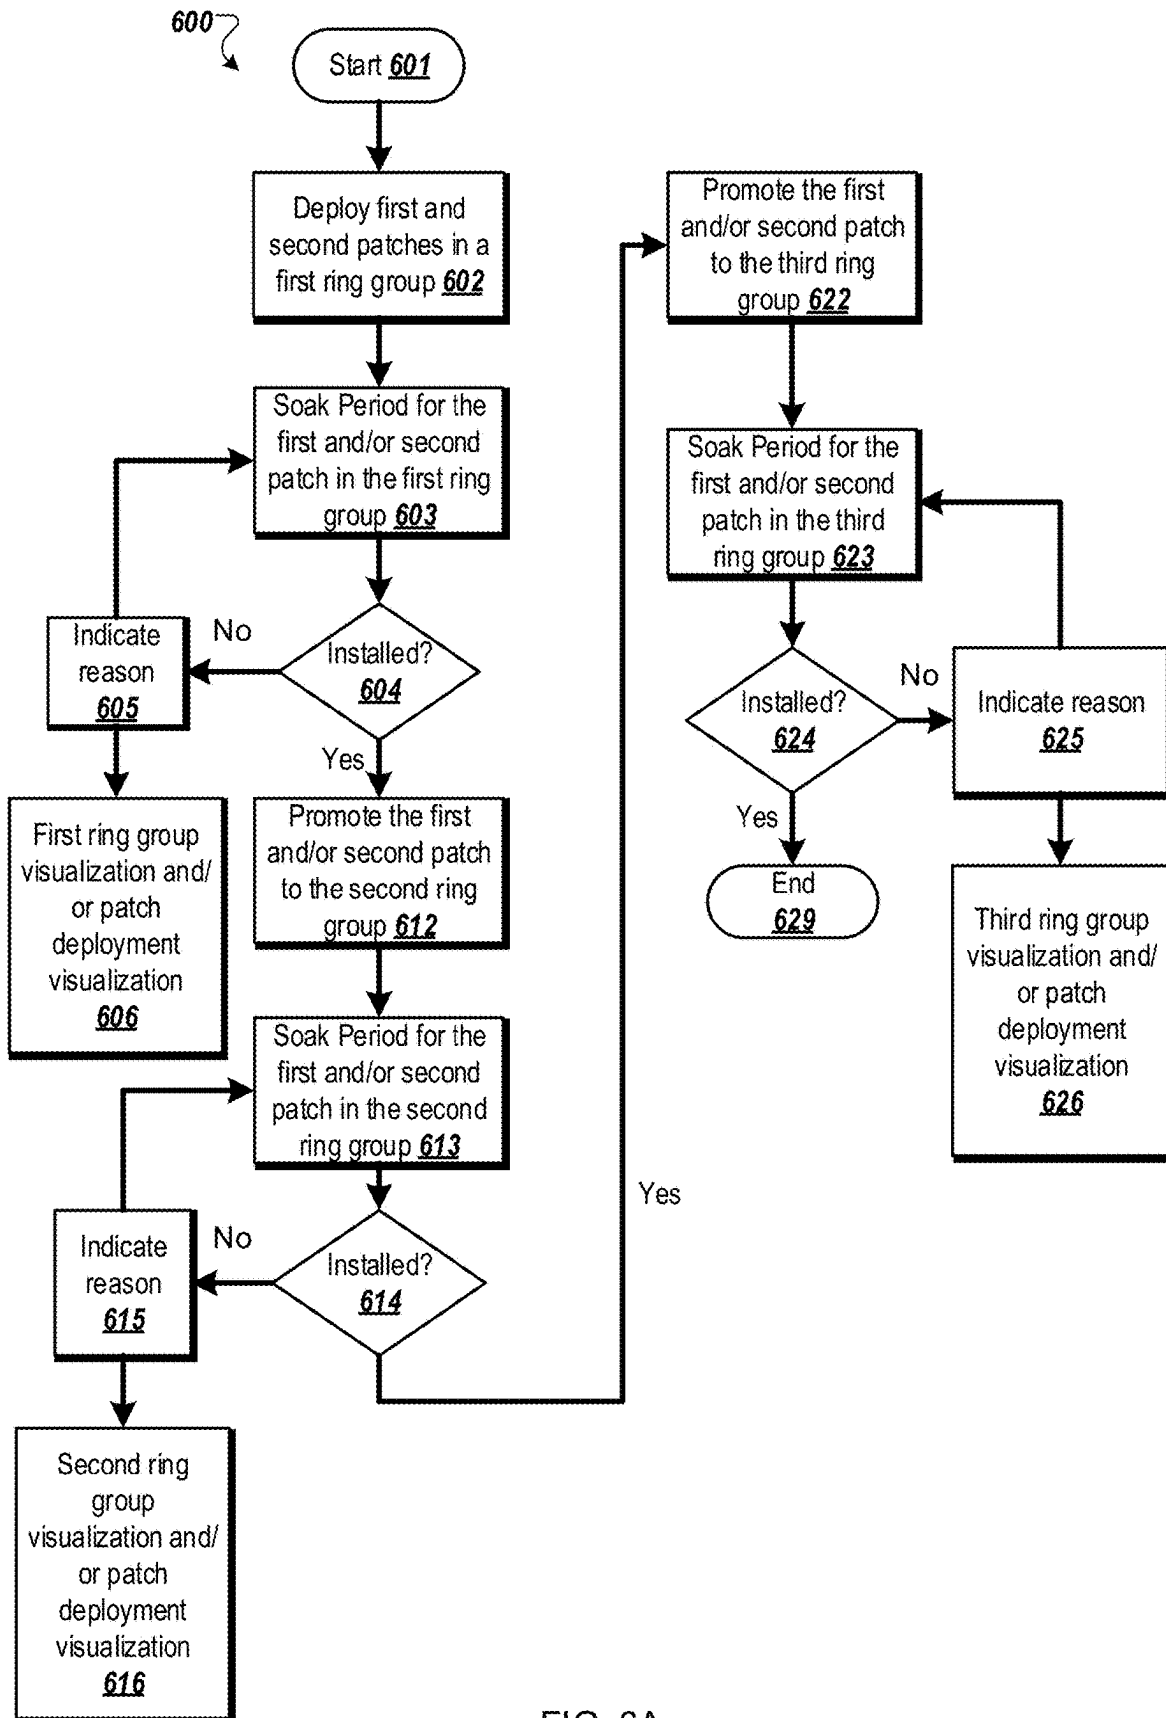 600
Start 601
Deploy first and
second patches in a
first ring group 602
Soak Period for the
first and/or second
patch in the first ring
group 603
Installed?
604
No
Indicate
reason
605
First ring group
visualization and/
or patch
deployment
visualization
606
Yes
Promote the first
and/or second patch
to the second ring
group 612
Soak Period for the
first and/or second
patch in the second
ring group 613
Installed?
614
No
Indicate
reason
615
Second ring
group
visualization and/
or patch
deployment
visualization
616
Yes
Promote the first
and/or second patch
to the third ring
group 622
Soak Period for the
first and/or second
patch in the third
ring group 623
Installed?
624
No
Indicate reason
625
Third ring group
visualization and/
or patch
deployment
visualization
626
Yes
End
629
FIG.